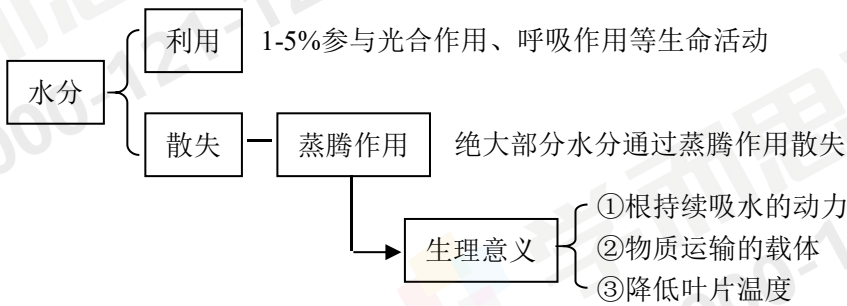 利用 1-5%参与光合作用、呼吸作用等生命活动
水分
散失 蒸腾作用 绝大部分水分通过蒸腾作用散失
①根持续吸水的动力
生理意义 ②物质运输的载体
③降低叶片温度